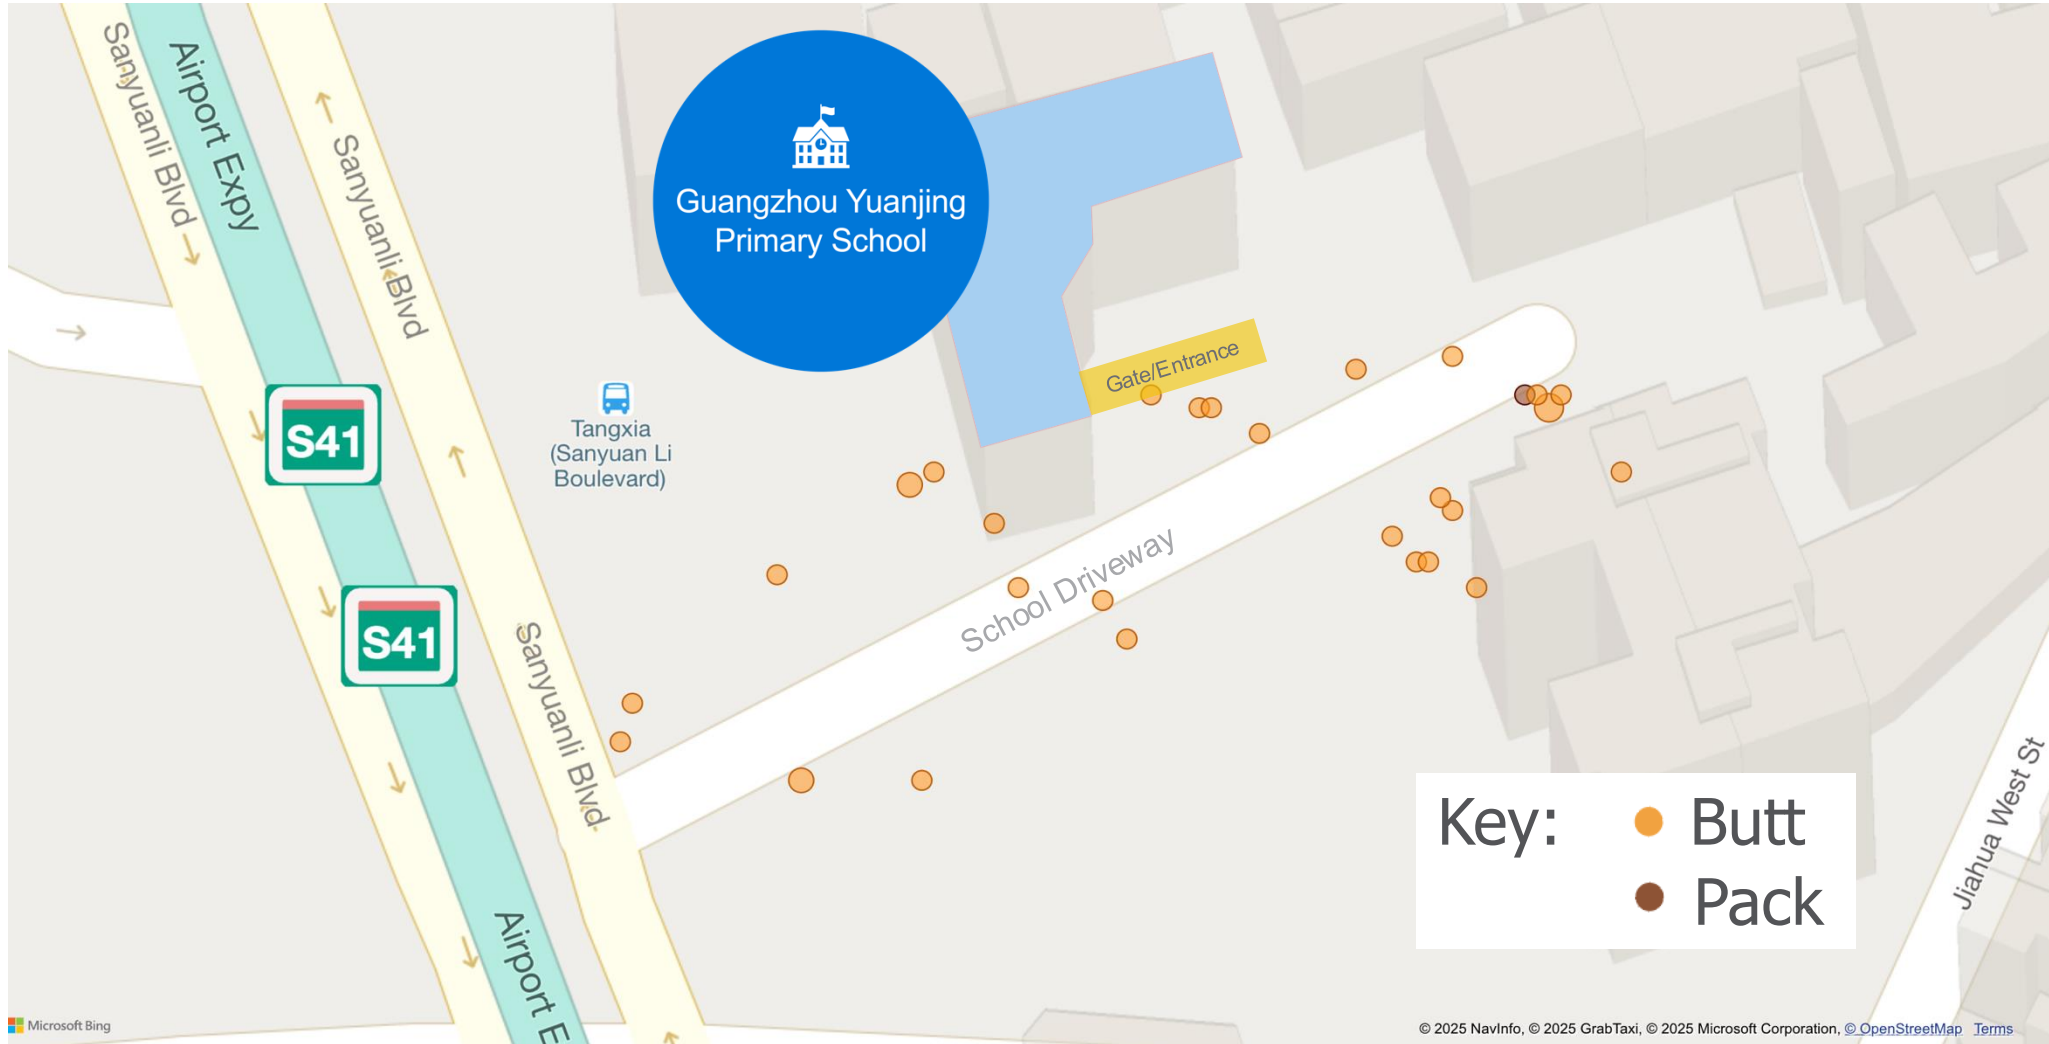 Sanyuanli Blvd
Airport Expy
Sanyuanli Blvd
Guangzhou Yuanjing
Primary School
Gate/Entrance
Tangxia
(Sanyuan Li
Boulevard)
S41
S41
School Driveway
Sanyuanli Blvd
Airport E
Jiahua West St
Key:
Butt
Pack
Microsoft Bing
© 2025 NavInfo, © 2025 GrabTaxi, © 2025 Microsoft Corporation, © OpenStreetMap Terms